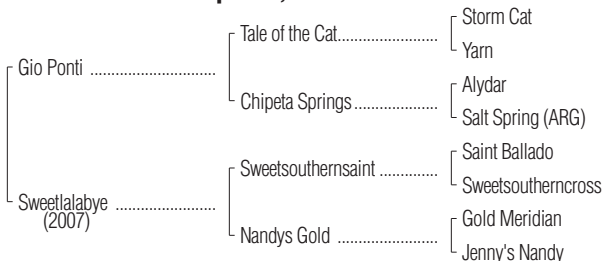 Storm Cat
Tale of the Cat
Yarn
Gio Ponti
Alydar
Chipeta Springs
Salt Spring (ARG)
Saint Ballado
Sweetsouthernsaint
Sweetsoutherncross
Sweetlalabye
(2007)
Gold Meridian
Nandys Gold
Jenny's Nandy